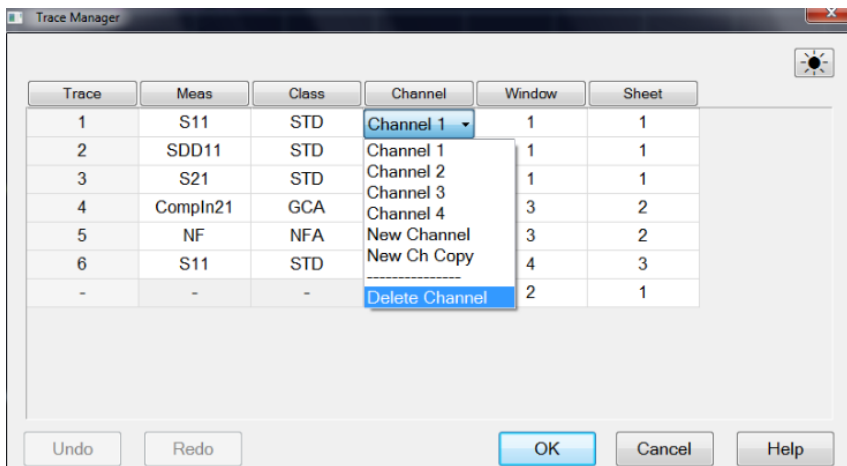 Trace Manager
Trace Meas Class Channel Window Sheet
1 S11 STD Channel 1 1 1
2 SDD11 STD Channel 1 1 1
3 S21 STD Channel 2 1 1
Channel 3
4 CompIn21 GCA Channel 4 3 2
5 NF NFA New Channel 3 2
6 S11 STD New Ch Copy 4 3
---------------
- - - Delete Channel 2 1
Undo Redo OK Cancel Help